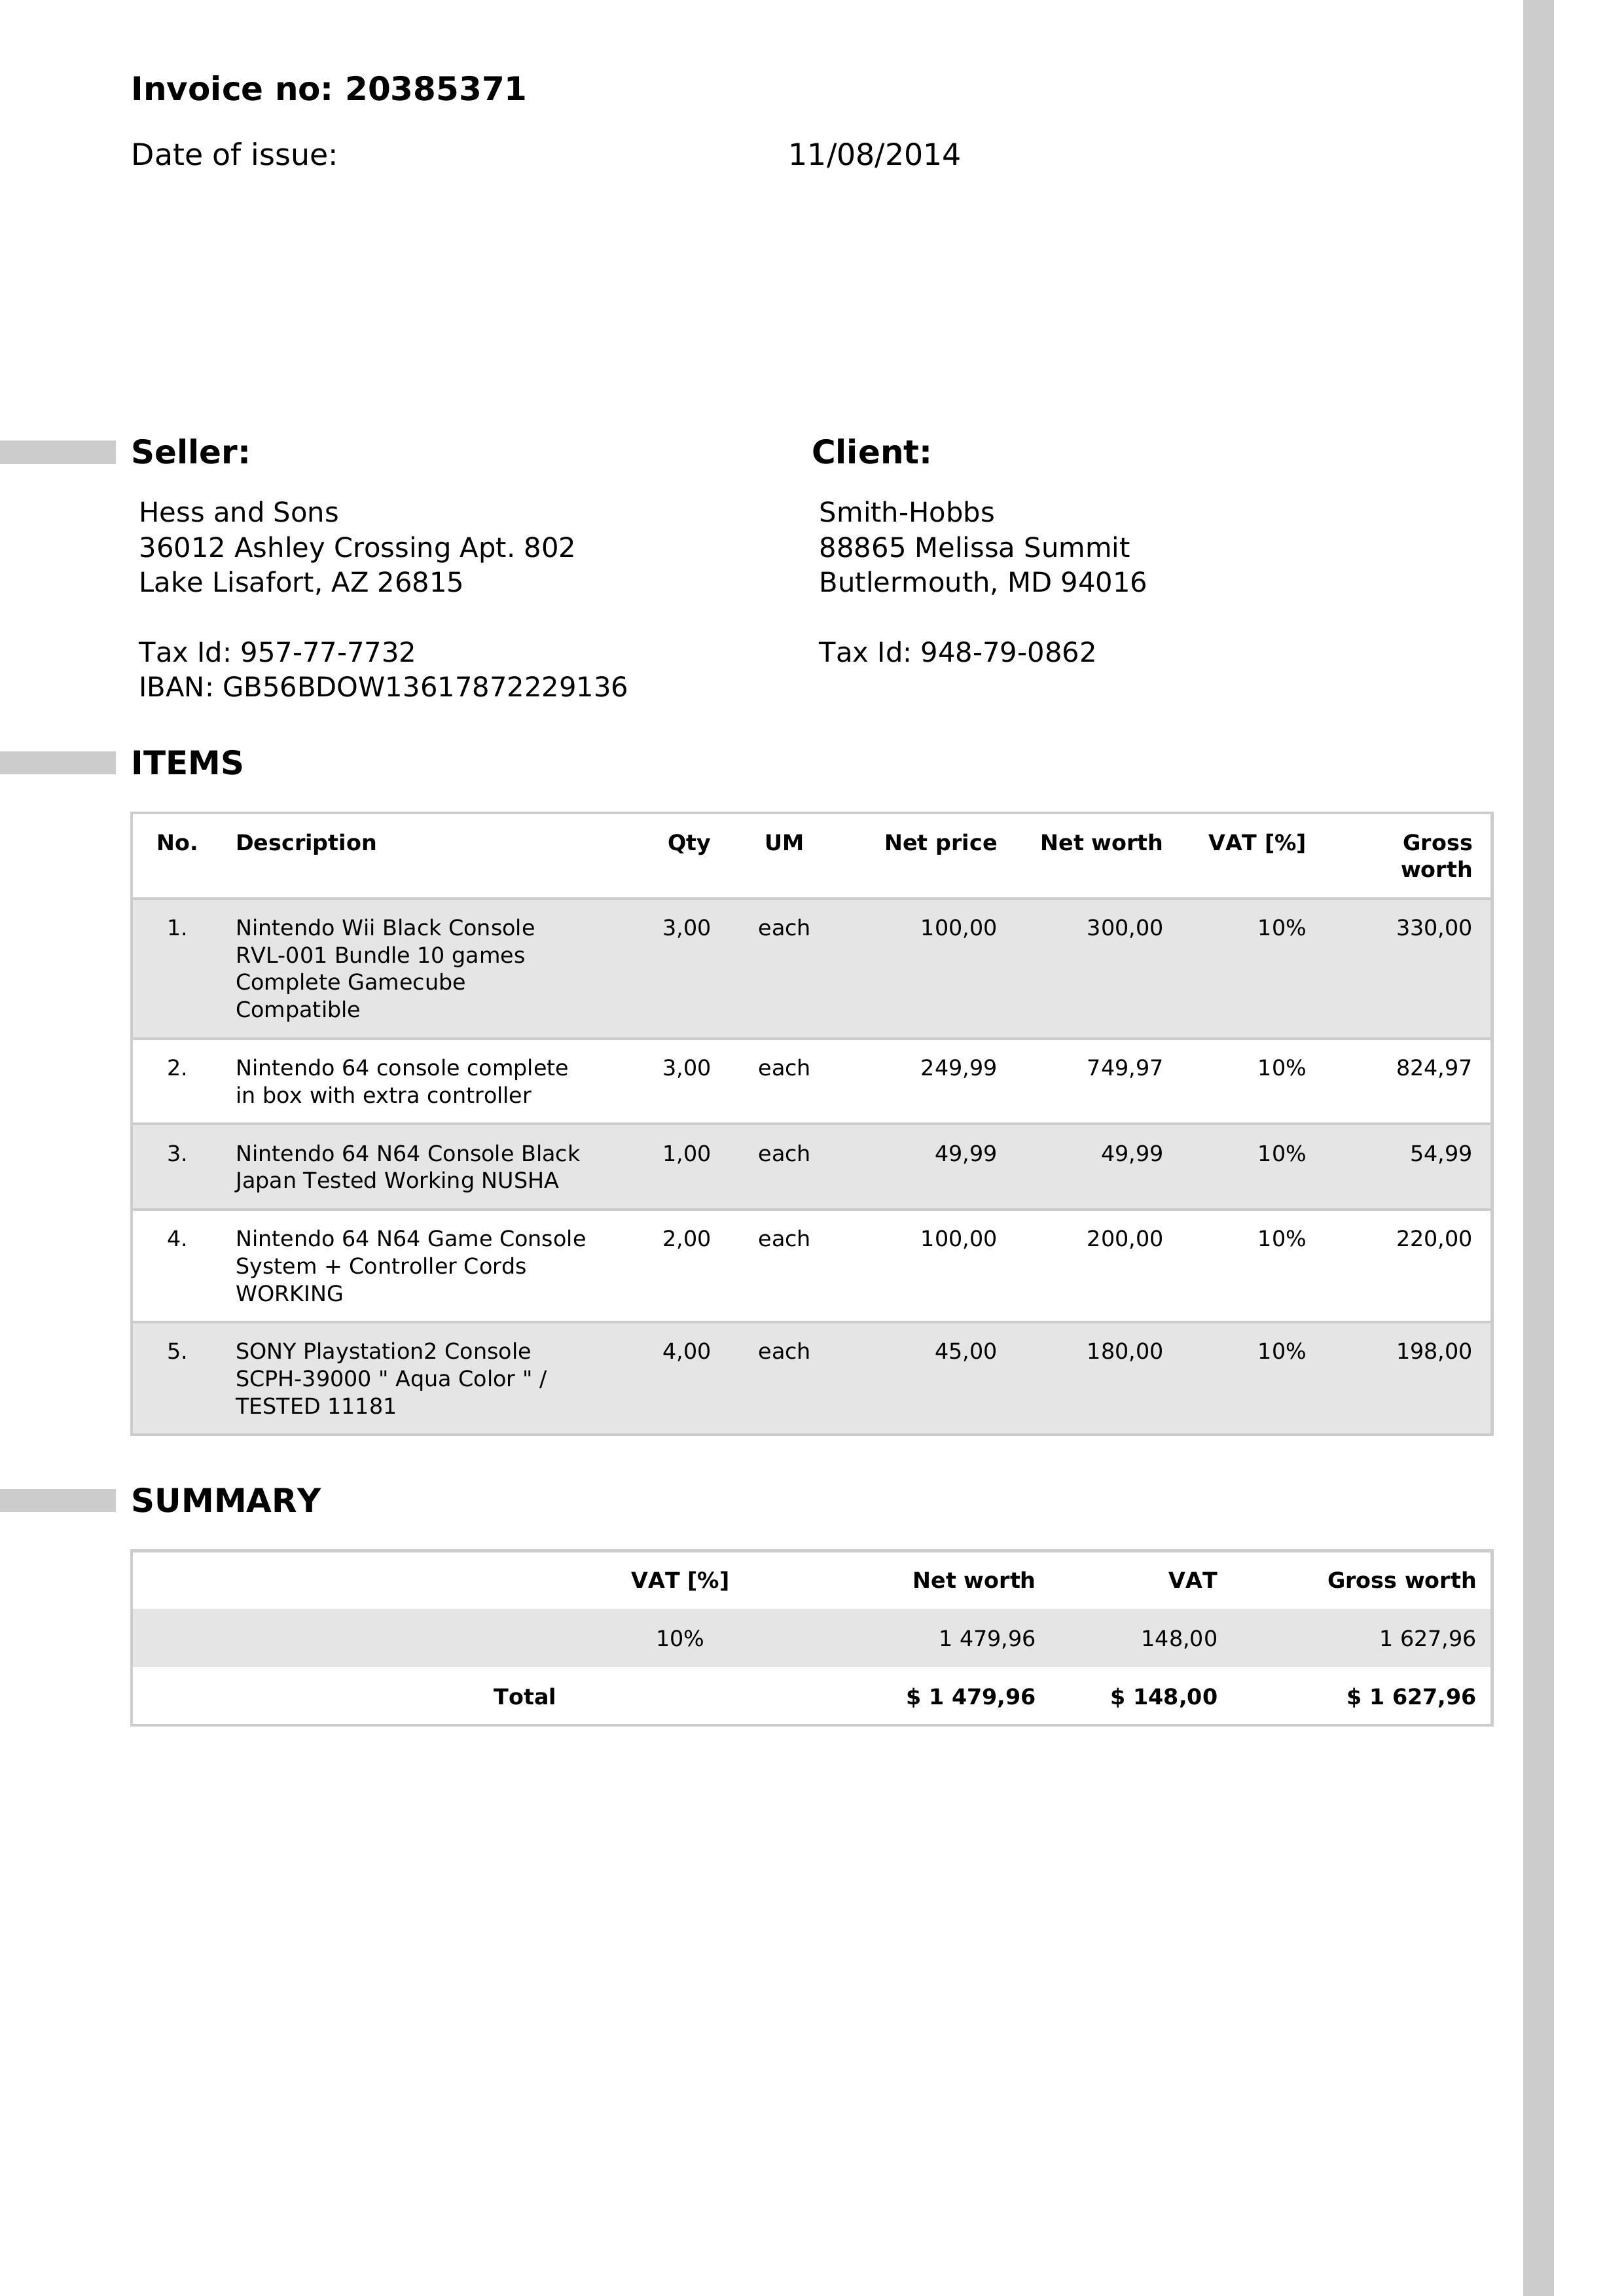 Invoice no: 20385371
Date of issue: 11/08/2014
Seller:
Hess and Sons
36012 Ashley Crossing Apt. 802
Lake Lisafort, AZ 26815
Tax Id: 957-77-7732
IBAN: GB56BDOW13617872229136
Client:
Smith-Hobbs
88865 Melissa Summit
Butlermouth, MD 94016
Tax Id: 948-79-0862
ITEMS
No. Description Qty UM Net price Net worth VAT [%] Gross
worth
1. Nintendo Wii Black Console 3,00 each 100,00 300,00 10% 330,00
RVL-001 Bundle 10 games
Complete Gamecube
Compatible
2. Nintendo 64 console complete 3,00 each 249,99 749,97 10% 824,97
in box with extra controller
3. Nintendo 64 N64 Console Black 1,00 each 49,99 49,99 10% 54,99
Japan Tested Working NUSHA
4. Nintendo 64 N64 Game Console 2,00 each 100,00 200,00 10% 220,00
System + Controller Cords
WORKING
5. SONY Playstation2 Console 4,00 each 45,00 180,00 10% 198,00
SCPH-39000 " Aqua Color " /
TESTED 11181
SUMMARY
VAT [%] Net worth VAT Gross worth
10% 1 479,96 148,00 1 627,96
Total $ 1 479,96 $ 148,00 $ 1 627,96